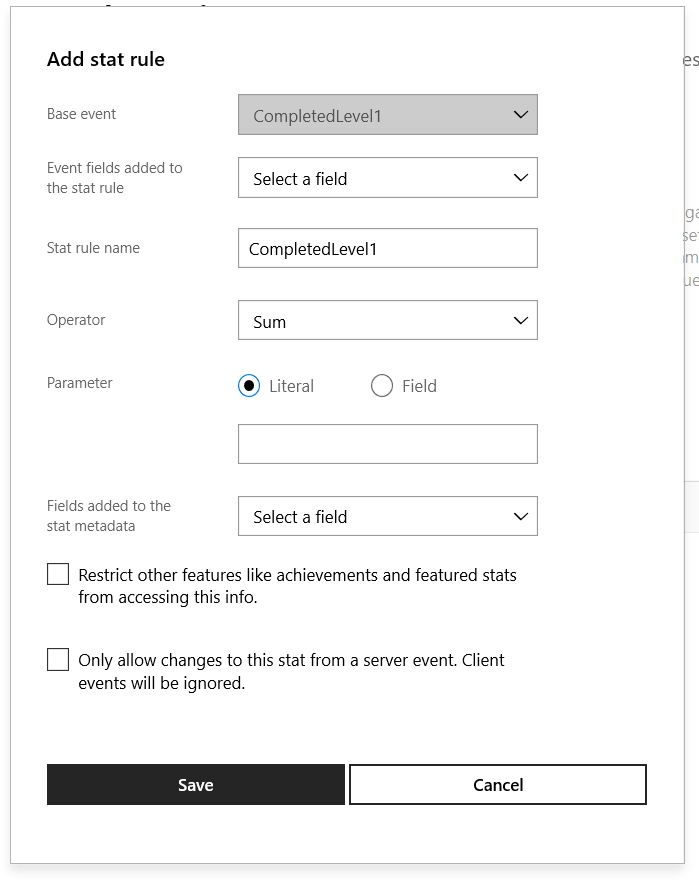 Add stat rule
Base event
CompletedLevel1
Event fields added to
the stat rule
Select a field
Stat rule name
CompletedLevel1
Operator
Sum
Parameter
Literal
Field
Fields added to the
stat metadata
Select a field
Restrict other features like achievements and featured stats
from accessing this info.
Only allow changes to this stat from a server event. Client
events will be ignored.
Save
Cancel